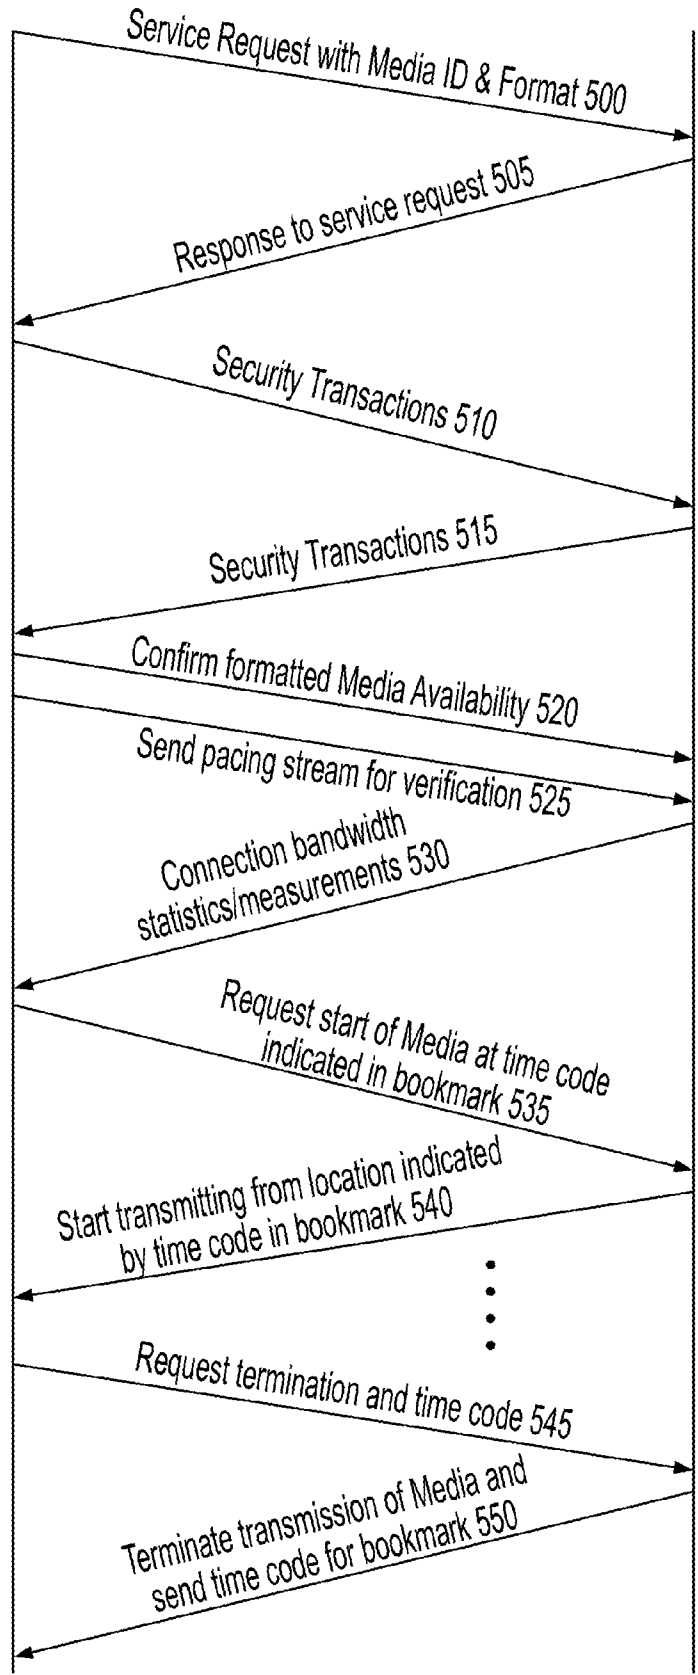 Service Request with Media ID & Format 500
Response to service request 505
Security Transactions 510
Security Transactions 515
Confirm formatted Media Availability 520
Send pacing stream for verification 525
Connection bandwidth
statistics/measurements 530
Request start of Media at time code
indicated in bookmark 535
Start transmitting from location indicated
by time code in bookmark 540
Request termination and time code 545
Terminate transmission of Media and
send time code for bookmark 550